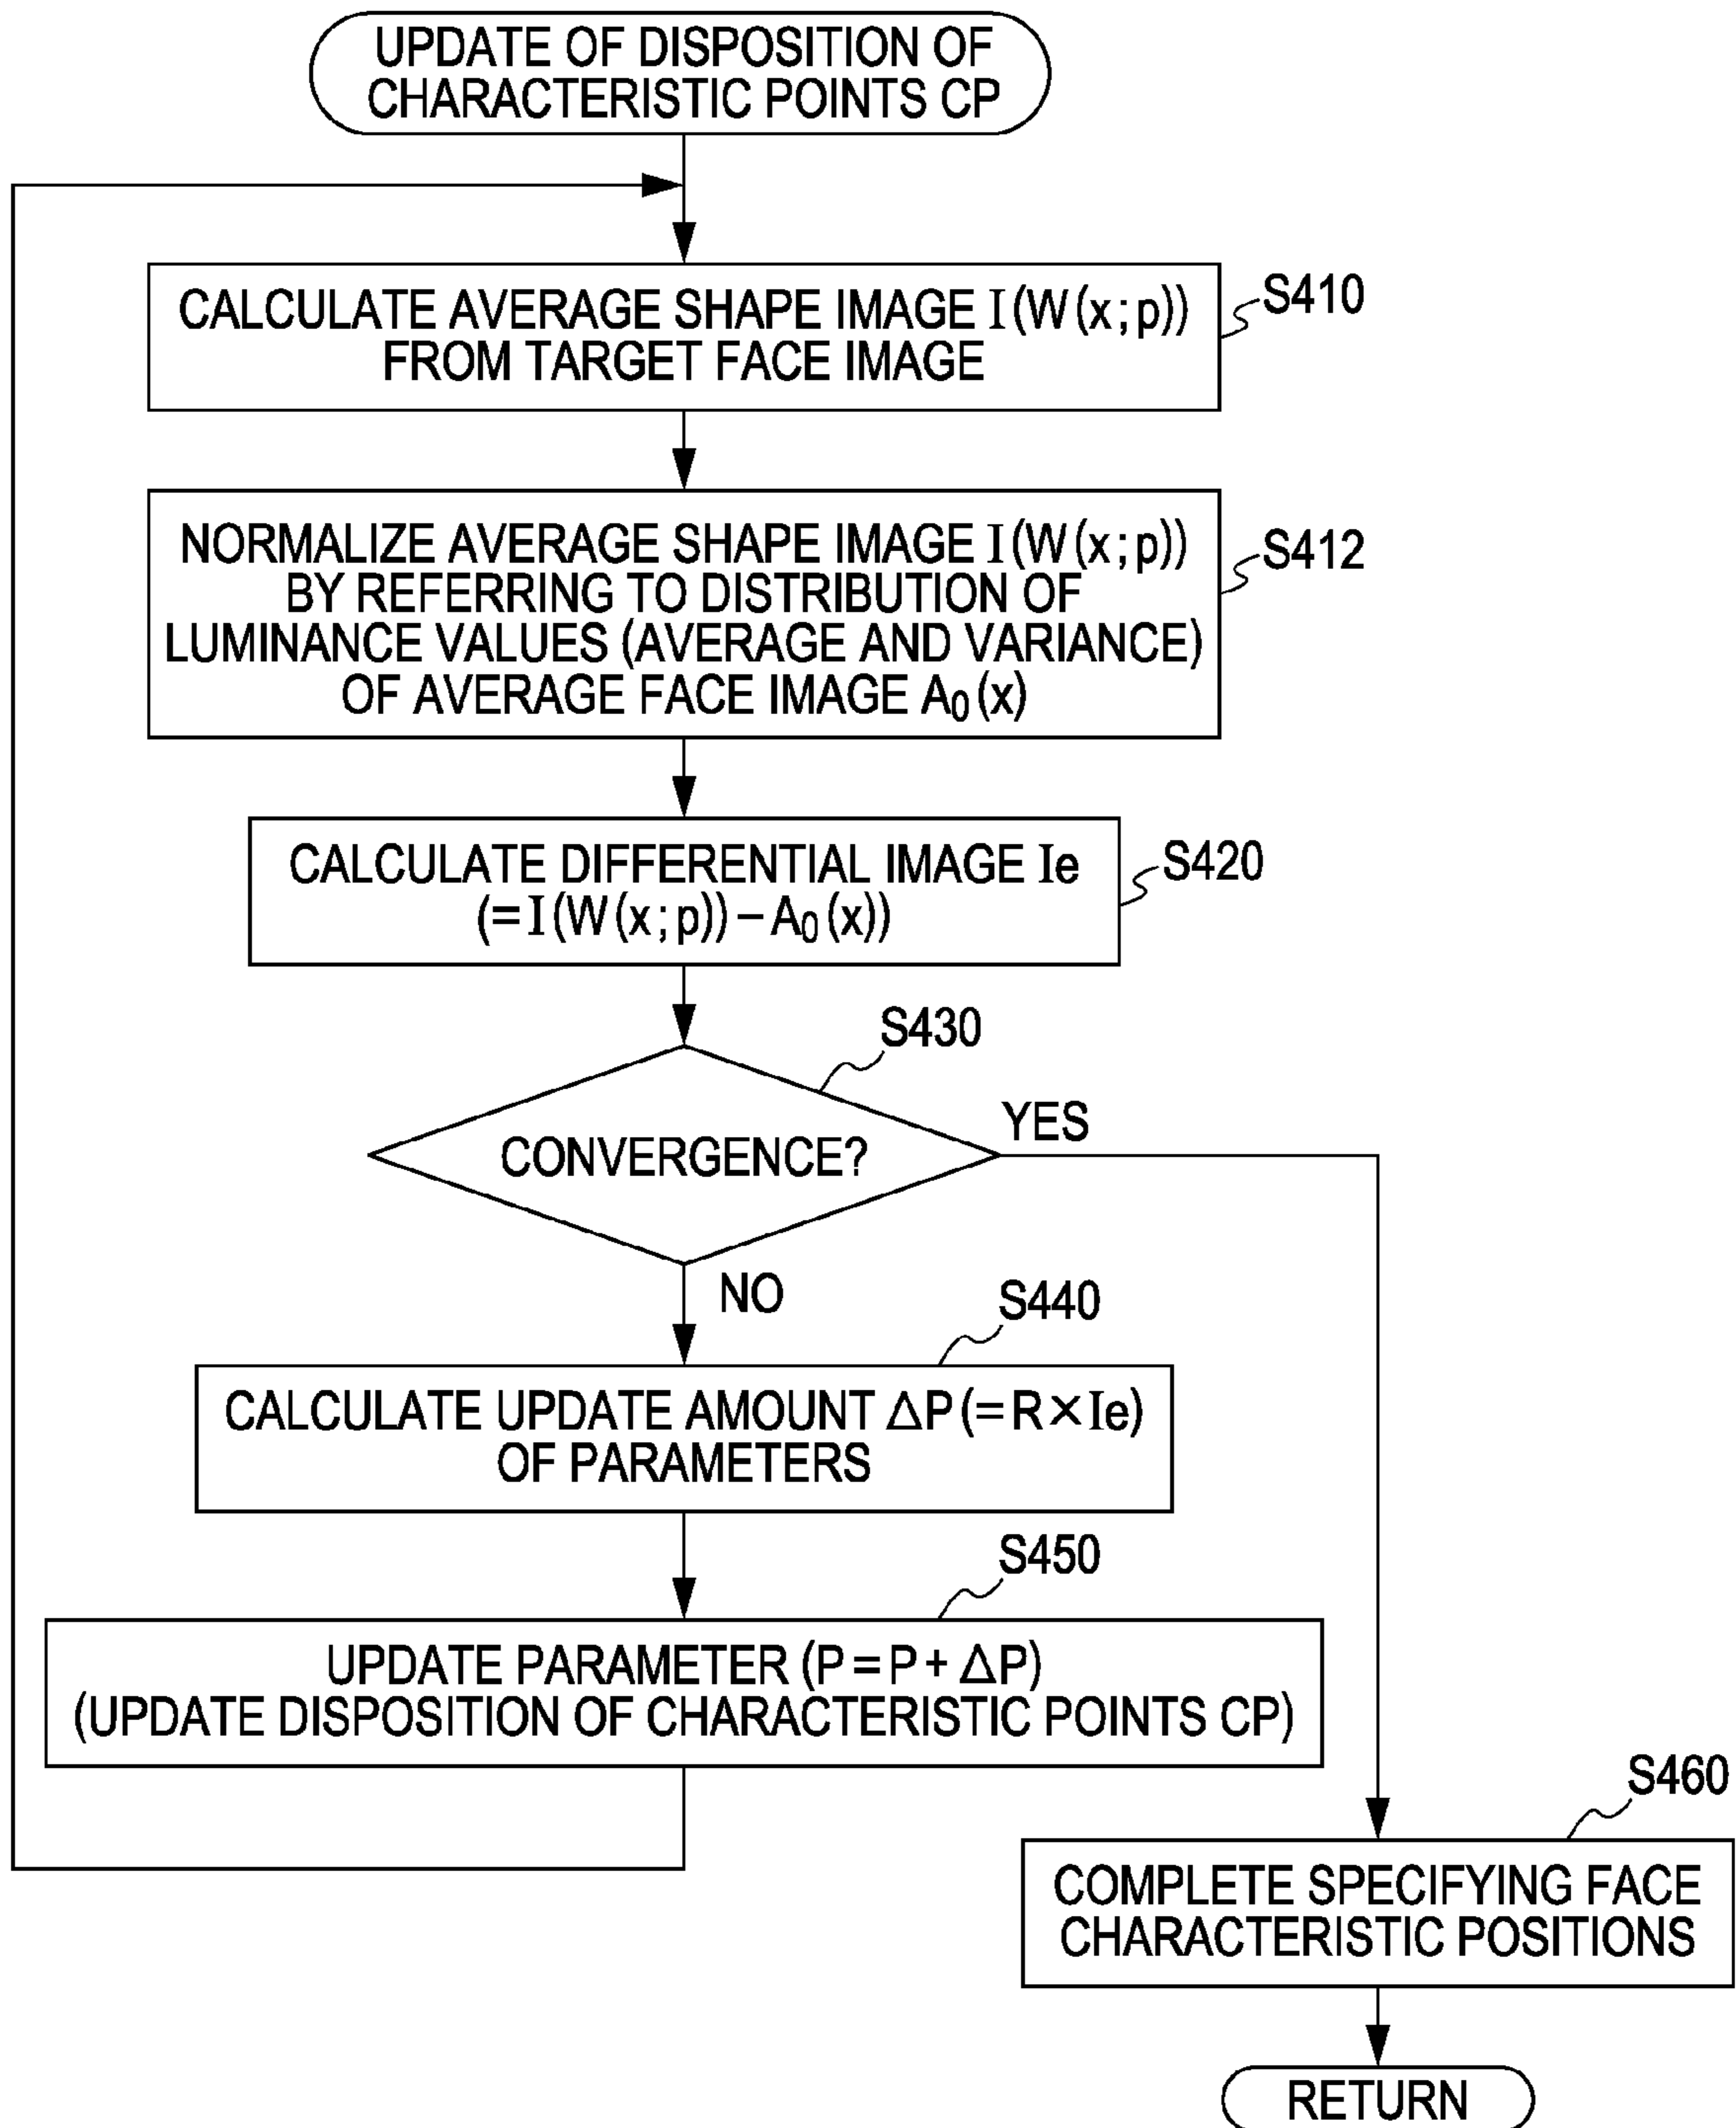 UPDATE OF DISPOSITION OF
CHARACTERISTIC POINTS CP
CALCULATE AVERAGE SHAPE IMAGE I(W(x;p))
FROM TARGET FACE IMAGE
S410
NORMALIZE AVERAGE SHAPE IMAGE I(W(x;p))
BY REFERRING TO DISTRIBUTION OF
LUMINANCE VALUES (AVERAGE AND VARIANCE)
OF AVERAGE FACE IMAGE A₀(x)
S412
CALCULATE DIFFERENTIAL IMAGE Ie
(=I(W(x;p))−A₀(x))
S420
S430
CONVERGENCE?
YES
NO
S440
CALCULATE UPDATE AMOUNT ΔP(=R×Ie)
OF PARAMETERS
S450
UPDATE PARAMETER (P=P+ΔP)
(UPDATE DISPOSITION OF CHARACTERISTIC POINTS CP)
S460
COMPLETE SPECIFYING FACE
CHARACTERISTIC POSITIONS
RETURN